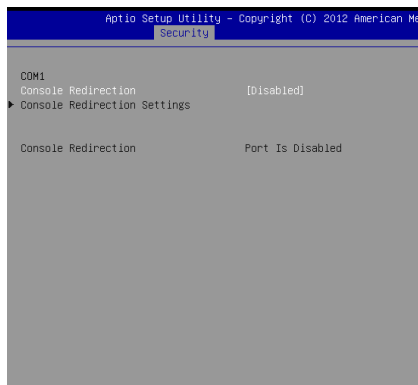 Aptio Setup Utility – Copyright (C) 2012 American Me
Security
COM1
Console Redirection [Disabled]
Console Redirection Settings
Console Redirection Port Is Disabled